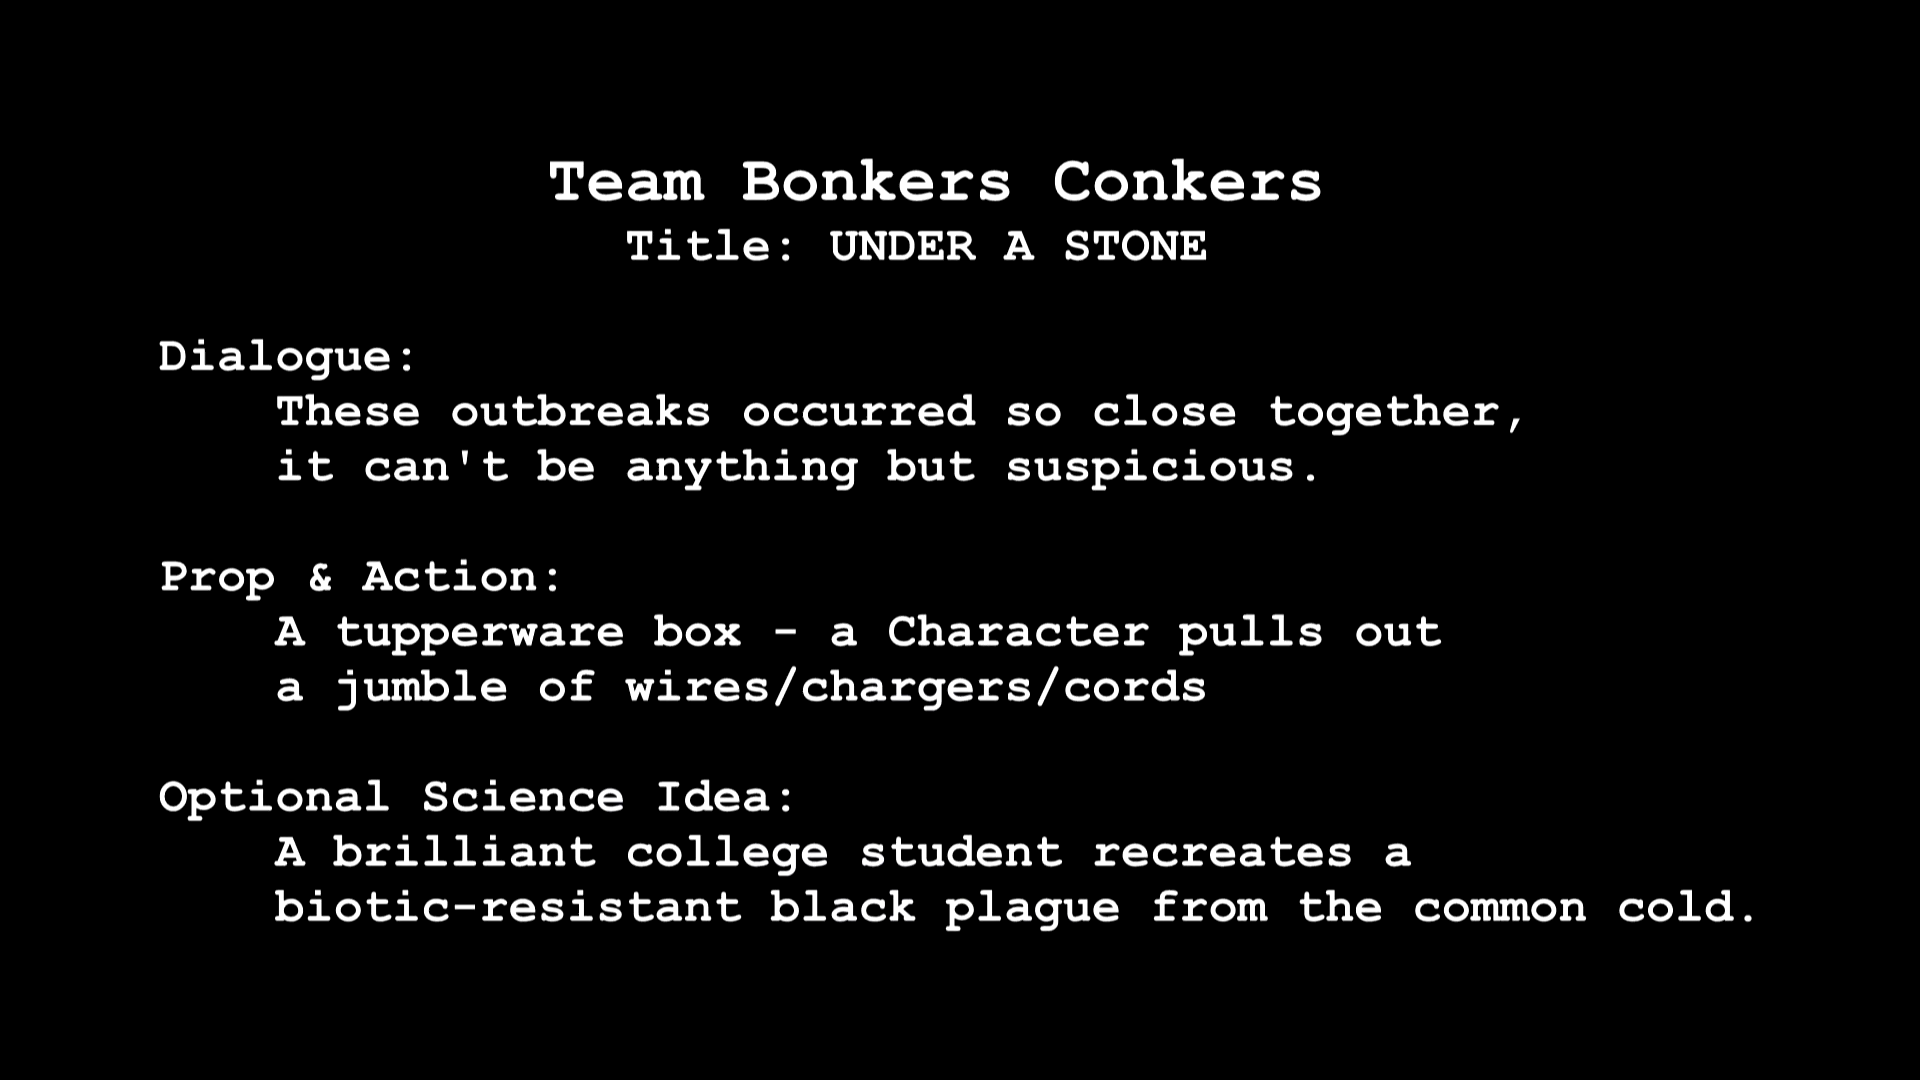 Team Bonkers Conkers
Title: UNDER A STONE
Dialogue:
These outbreaks occurred so close together,
it can't be anything but suspicious.
Prop & Action:
A tupperware box - a Character pulls out
a jumble of wires/chargers/cords
Optional Science Idea:
A brilliant college student recreates a
biotic-resistant black plague from the common cold.